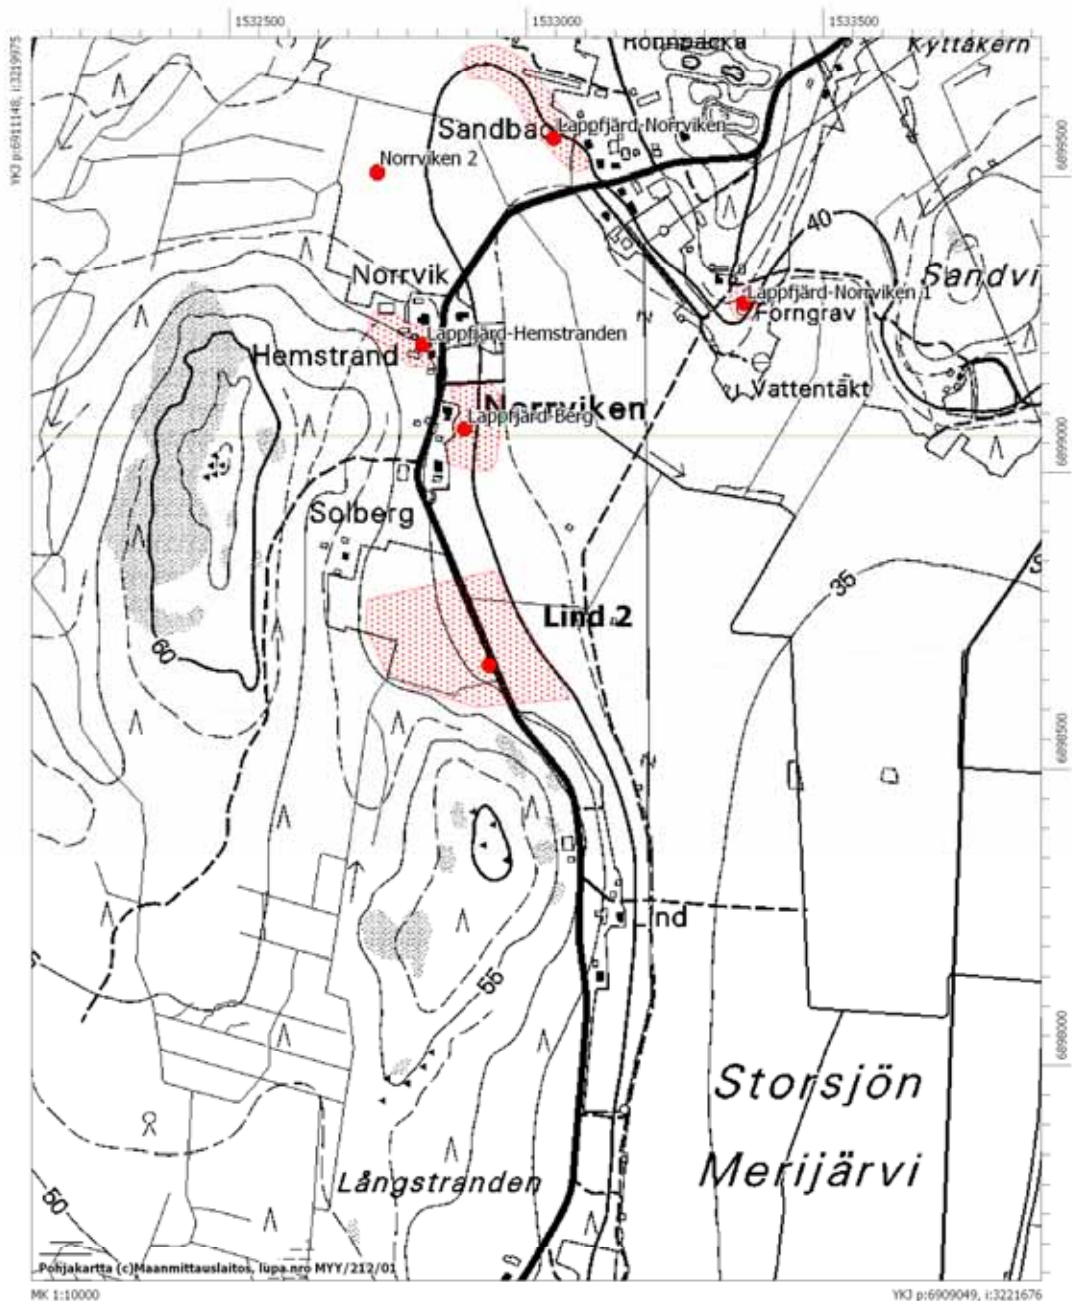 1532500
1533000
1533500
YKJ p:6911148, i:3219975
Kyttåkern
Sandbac
Lappfjärd-Norrviken
6899500
Norrviken 2
40
Norrvik
Sandvi
Lappfjärd-Norrviken 1
Forngrav
Lappfjärd-Hemstranden
Hemstrand
Vattentäkt
Norrviken
Lappfjärd-Berg
6899000
Solberg
35
S
Lind 2
60
6898500
Lind
55
6898000
Storsjön
Merijärvi
Långstranden
50
Pohjakartta (c)Maanmittauslaitos, lupa nro MYY/212/01
MK 1:10000
YKJ p:6909049, i:3221676